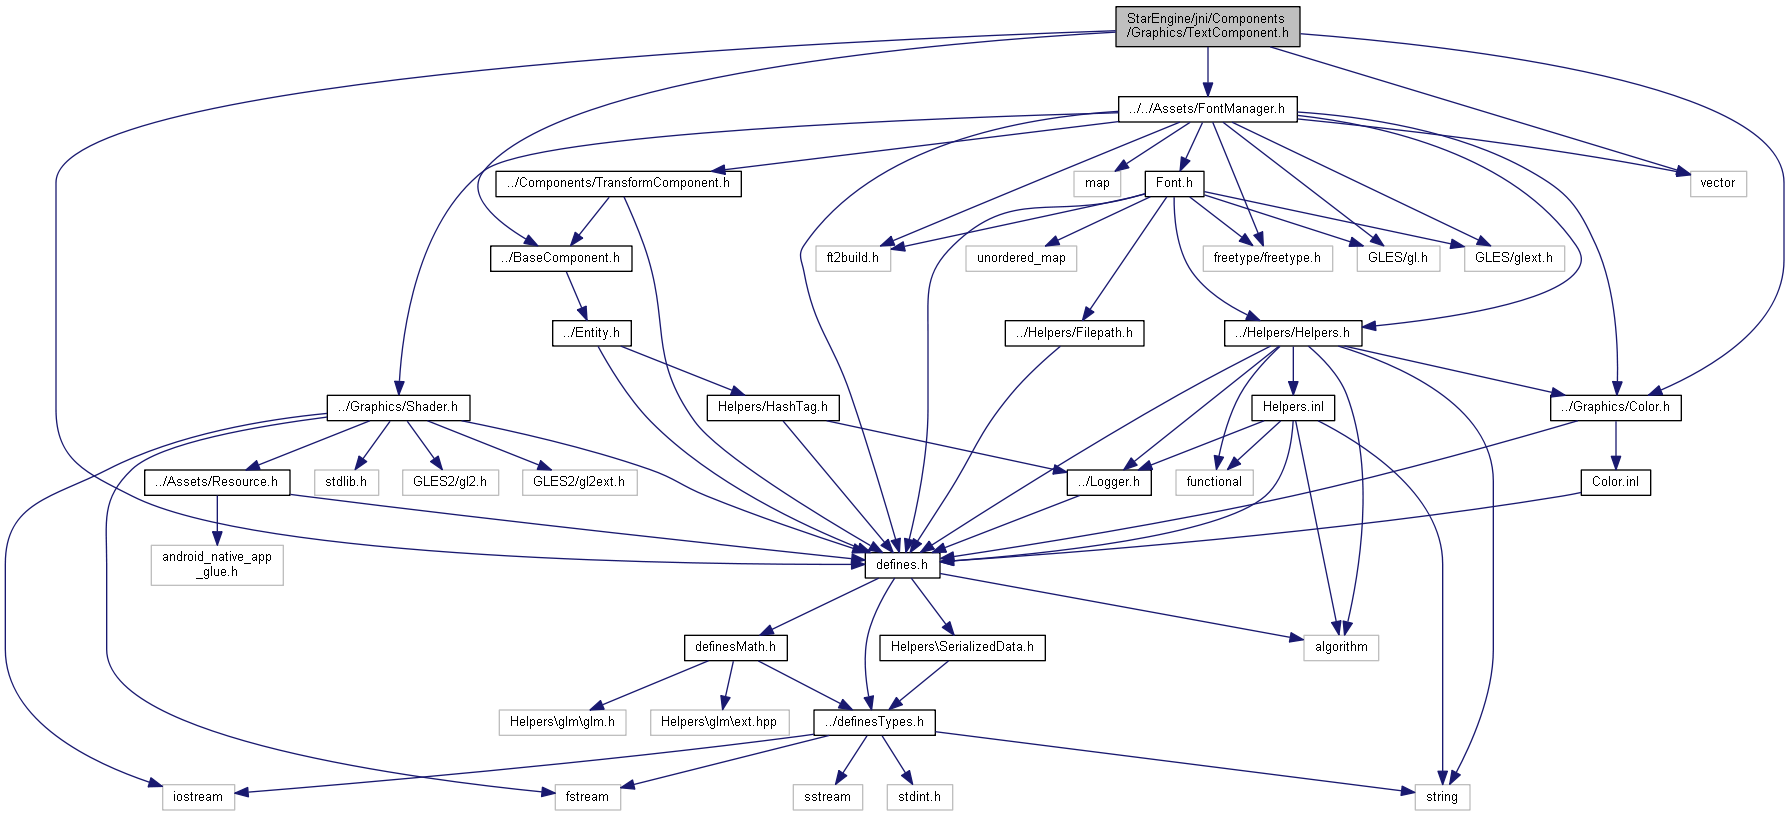 StarEngine/jni/Components
/Graphics/TextComponent.h
../../Assets/FontManager.h
../Components/TransformComponent.h
map
Font.h
vector
../BaseComponent.h
ft2build.h
unordered_map
freetype/freetype.h
GLES/gl.h
GLES/glext.h
../Entity.h
../Helpers/Filepath.h
../Helpers/Helpers.h
../Graphics/Shader.h
Helpers/HashTag.h
Helpers.inl
../Graphics/Color.h
../Assets/Resource.h
stdlib.h
GLES2/gl2.h
GLES2/gl2ext.h
../Logger.h
functional
Color.inl
android_native_app
_glue.h
defines.h
definesMath.h
Helpers\SerializedData.h
algorithm
Helpers\glm\glm.h
Helpers\glm\ext.hpp
../definesTypes.h
iostream
fstream
sstream
stdint.h
string